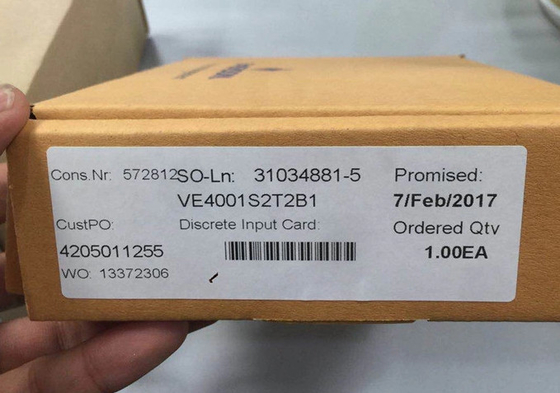 Cons.Nr: 572812 SO-Ln: 31034881-5 Promised:
VE4001S2T2B1 7/Feb/2017
CustPO: Discrete Input Card: Ordered Qty
4205011255 1.00EA
WO: 13372306